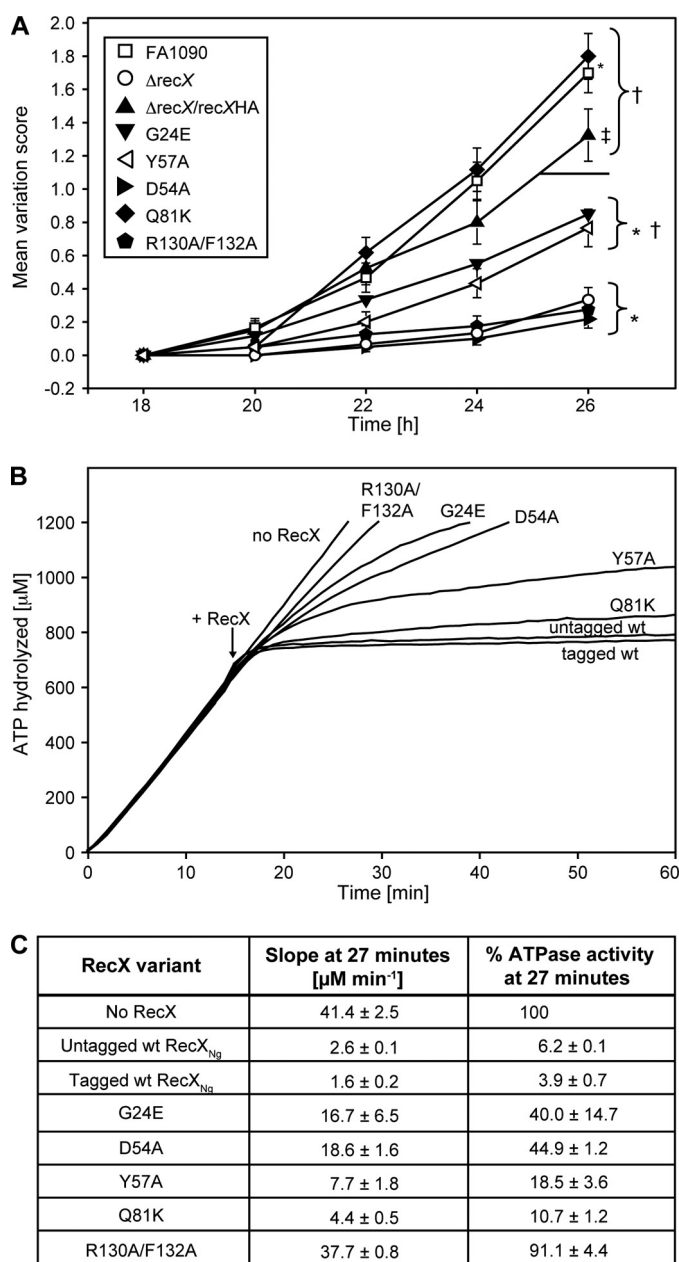 A
FA1090
ΔrecX
ΔrecX/recXHA
G24E
Y57A
D54A
Q81K
R130A/F132A
Mean variation score
2.0
1.8
1.6
1.4
1.2
1.0
0.8
0.6
0.4
0.2
0.0
-0.2
*
†
‡
* †
*
18 20 22 24 26
Time [h]
B
ATP hydrolyzed [µM]
1200
1000
800
600
400
200
0
no RecX
R130A/
F132A
G24E
D54A
Y57A
Q81K
untagged wt
tagged wt
+ RecX
0 10 20 30 40 50 60
Time [min]
C
RecX variant Slope at 27 minutes [µM min-1] % ATPase activity at 27 minutes
No RecX 41.4 ± 2.5 100
Untagged wt RecXNg 2.6 ± 0.1 6.2 ± 0.1
Tagged wt RecXNg 1.6 ± 0.2 3.9 ± 0.7
G24E 16.7 ± 6.5 40.0 ± 14.7
D54A 18.6 ± 1.6 44.9 ± 1.2
Y57A 7.7 ± 1.8 18.5 ± 3.6
Q81K 4.4 ± 0.5 10.7 ± 1.2
R130A/F132A 37.7 ± 0.8 91.1 ± 4.4